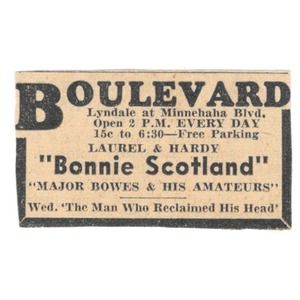 BOULEVARD
Lyndale at Minnehaha Blvd.
Open 2 P.M. EVERY DAY
15c to 6:30—Free Parking
LAUREL & HARDY
"Bonnie Scotland"
"MAJOR BOWES & HIS AMATEURS"
Wed. 'The Man Who Reclaimed His Head'